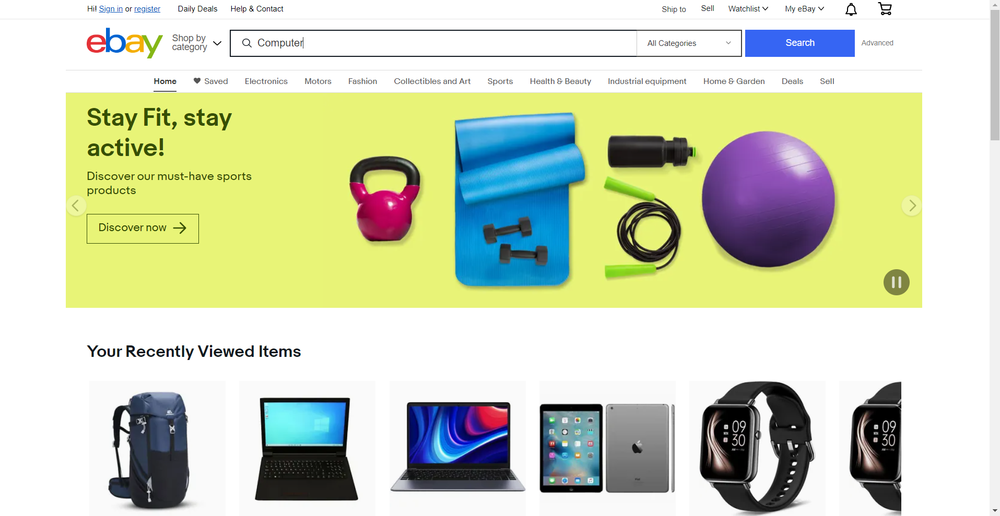 Hi! Sign in or register
Daily Deals
Help & Contact
Ship to
Sell
Watchlist
My eBay
ebay
Shop by
category
Computer
All Categories
Search
Advanced
Home
Saved
Electronics
Motors
Fashion
Collectibles and Art
Sports
Health & Beauty
Industrial equipment
Home & Garden
Deals
Sell
Stay Fit, stay
active!
Discover our must-have sports
products
Discover now
Your Recently Viewed Items
iPad
09
MON
30
09
MON
30